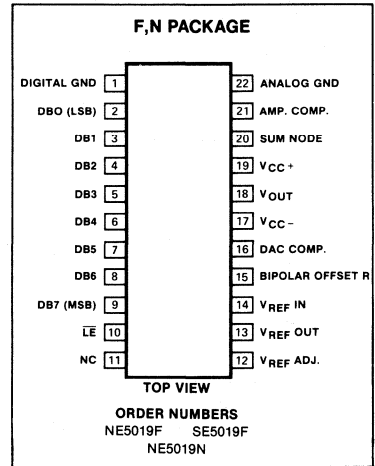 F,N PACKAGE
DIGITAL GND 1 22 ANALOG GND
DBO (LSB) 2 21 AMP. COMP.
DB1 3 20 SUM NODE
DB2 4 19 VCC +
DB3 5 18 VOUT
DB4 6 17 VCC -
DB5 7 16 DAC COMP.
DB6 8 15 BIPOLAR OFFSET R
DB7 (MSB) 9 14 VREF IN
LE 10 13 VREF OUT
NC 11 12 VREF ADJ.
TOP VIEW
ORDER NUMBERS
NE5019F SE5019F
NE5019N